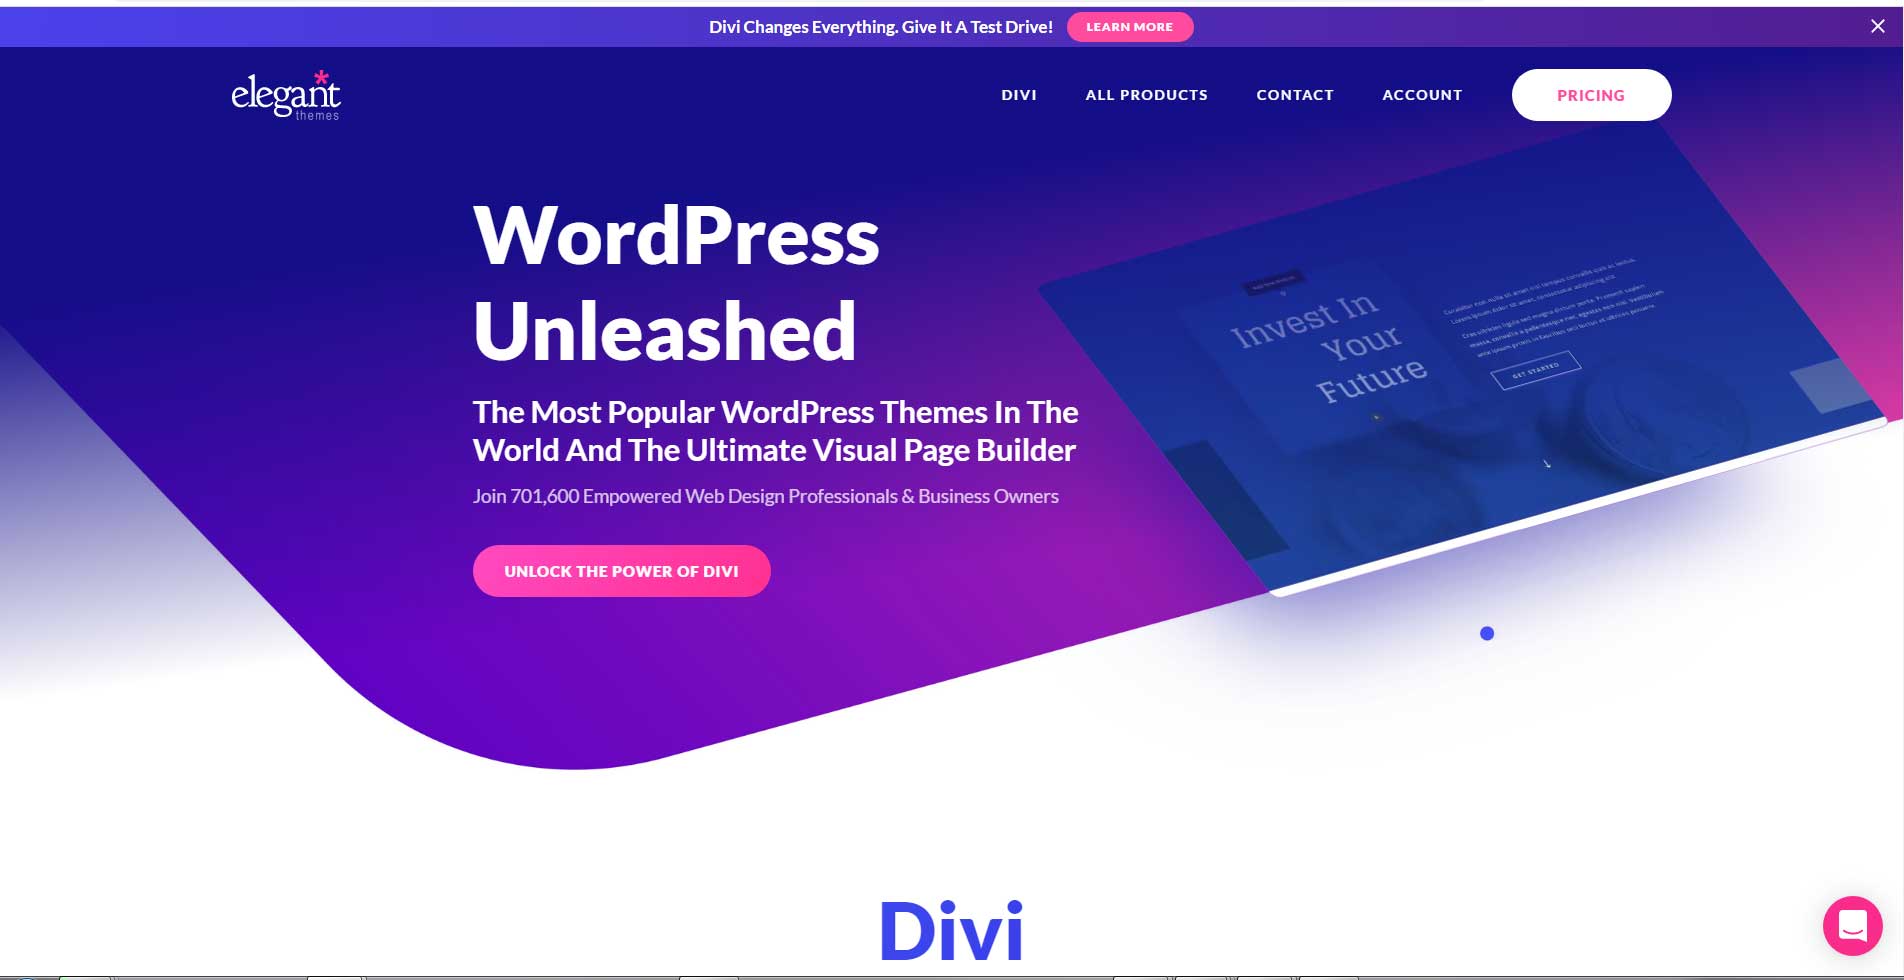 Divi Changes Everything. Give It A Test Drive!
LEARN MORE
elegant
themes
DIVI
ALL PRODUCTS
CONTACT
ACCOUNT
PRICING
WordPress
Unleashed
The Most Popular WordPress Themes In The
World And The Ultimate Visual Page Builder
Join 701,600 Empowered Web Design Professionals & Business Owners
UNLOCK THE POWER OF DIVI
Invest In
Your
Future
GET STARTED
Divi